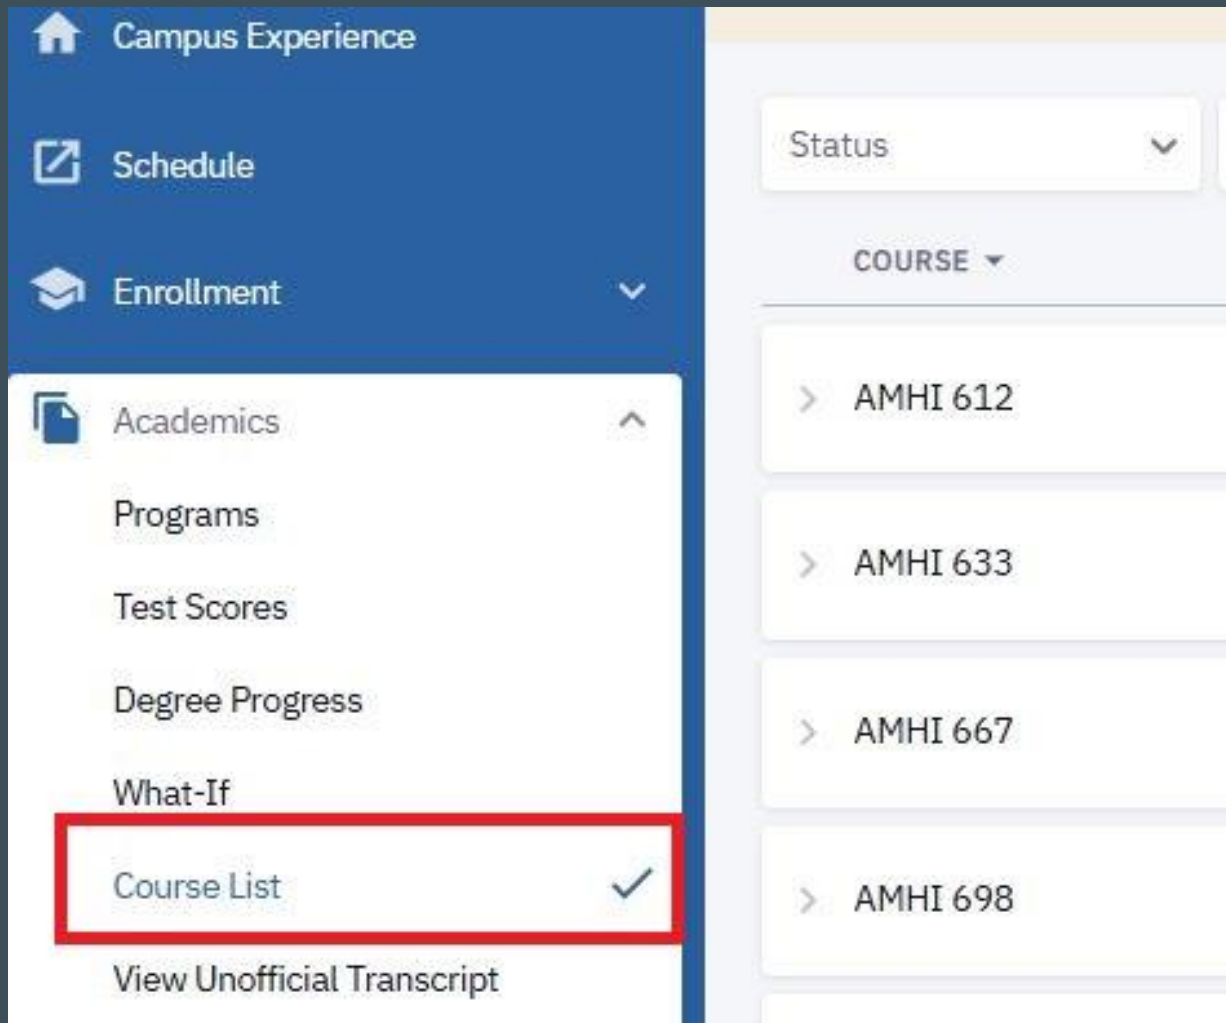 Campus Experience
Schedule
Enrollment
Academics
Programs
Test Scores
Degree Progress
What-If
Course List
View Unofficial Transcript
Status
COURSE
AMHI 612
AMHI 633
AMHI 667
AMHI 698